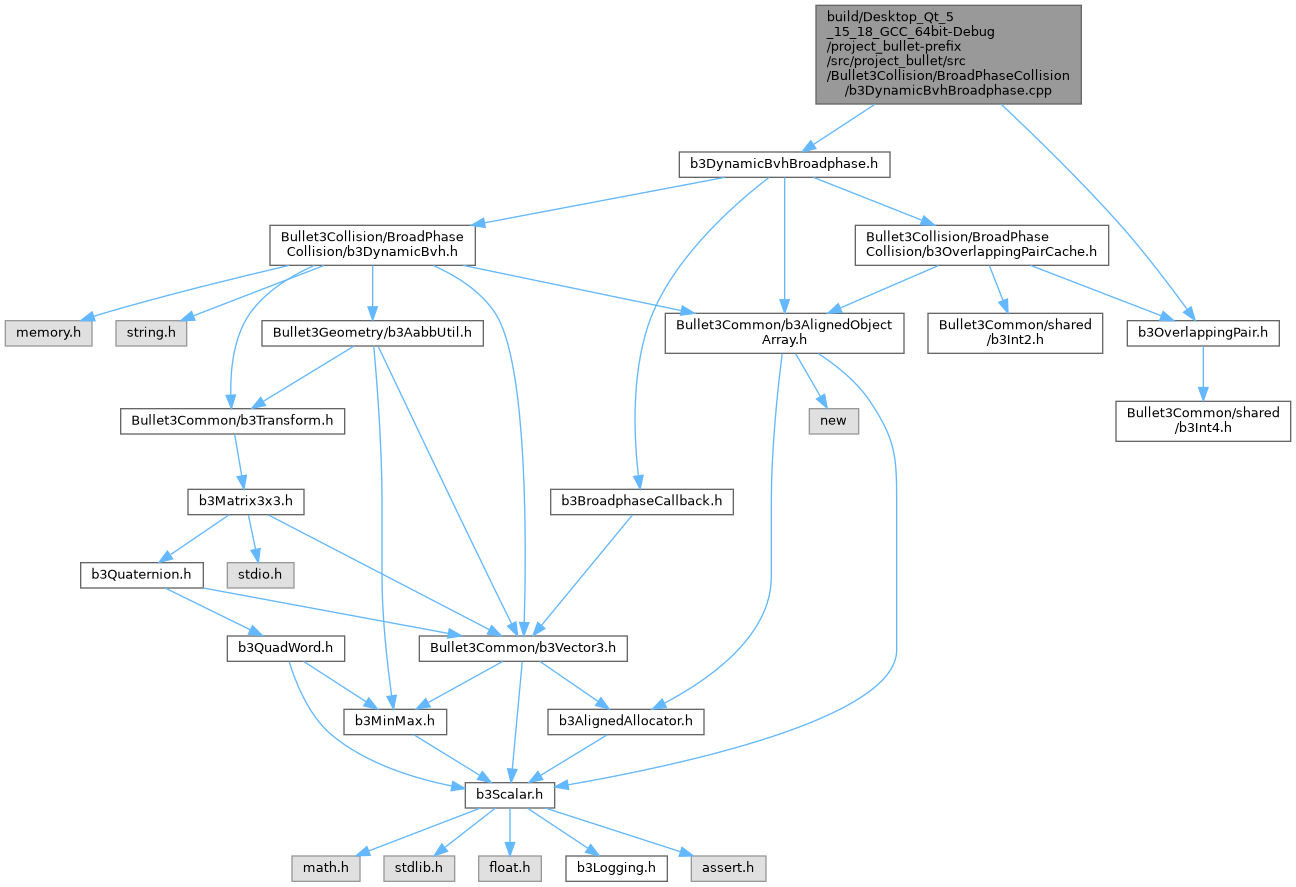 build/Desktop_Qt_5
_15_18_GCC_64bit-Debug
/project_bullet-prefix
/src/project_bullet/src
/Bullet3Collision/BroadPhaseCollision
/b3DynamicBvhBroadphase.cpp
b3DynamicBvhBroadphase.h
Bullet3Collision/BroadPhase
Collision/b3DynamicBvh.h
Bullet3Collision/BroadPhase
Collision/b3OverlappingPairCache.h
memory.h
string.h
Bullet3Geometry/b3AabbUtil.h
Bullet3Common/b3AlignedObject
Array.h
Bullet3Common/shared
/b3Int2.h
b3OverlappingPair.h
Bullet3Common/b3Transform.h
new
Bullet3Common/shared
/b3Int4.h
b3Matrix3x3.h
b3BroadphaseCallback.h
b3Quaternion.h
stdio.h
b3QuadWord.h
Bullet3Common/b3Vector3.h
b3MinMax.h
b3AlignedAllocator.h
b3Scalar.h
math.h
stdlib.h
float.h
b3Logging.h
assert.h